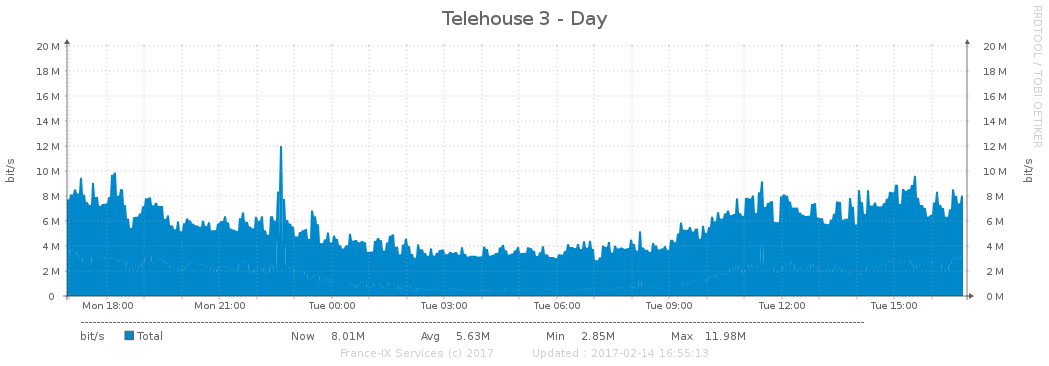 Telehouse 3 - Day
RRDTOOL / TOBI OETIKER
20 M 20 M
18 M 18 M
16 M 16 M
14 M 14 M
12 M 12 M
10 M 10 M
8 M 8 M
6 M 6 M
4 M 4 M
2 M 2 M
0 0 M
bit/s bit/s
Mon 18:00 Mon 21:00 Tue 00:00 Tue 03:00 Tue 06:00 Tue 09:00 Tue 12:00 Tue 15:00
bit/s Total Now 8.01M Avg 5.63M Min 2.85M Max 11.98M
France-IX Services (c) 2017 Updated : 2017-02-14 16:55:13